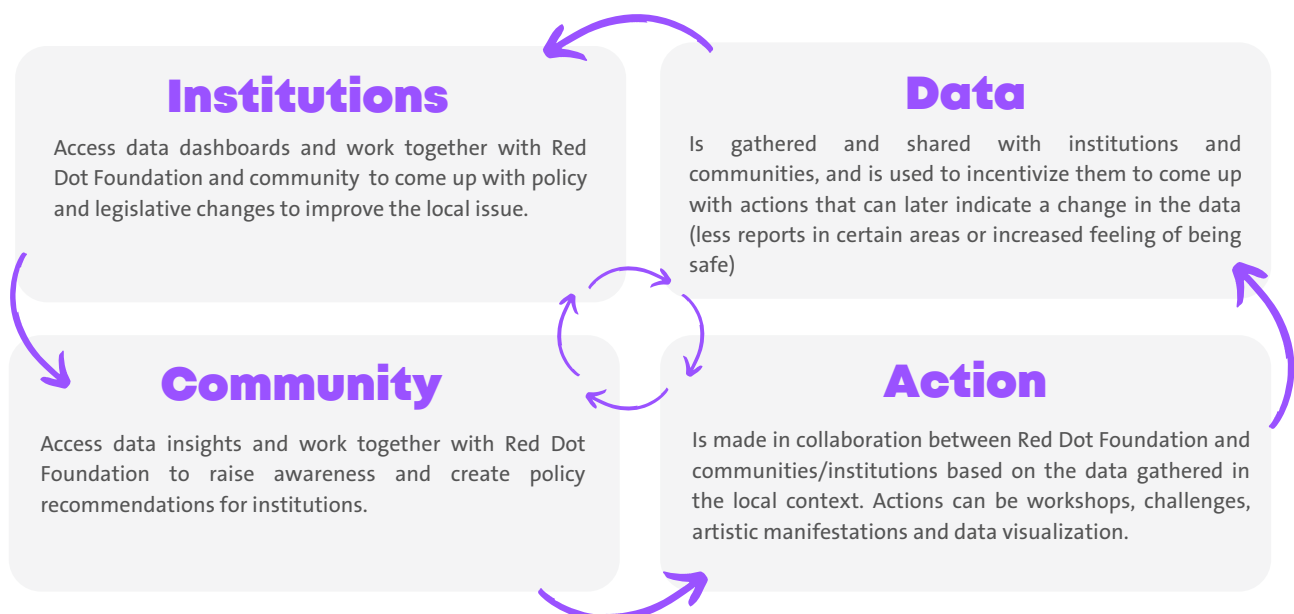 Institutions
Access data dashboards and work together with Red
Dot Foundation and community to come up with policy
and legislative changes to improve the local issue.
Data
Is gathered and shared with institutions and
communities, and is used to incentivize them to come up
with actions that can later indicate a change in the data
(less reports in certain areas or increased feeling of being
safe)
Community
Access data insights and work together with Red Dot
Foundation to raise awareness and create policy
recommendations for institutions.
Action
Is made in collaboration between Red Dot Foundation and
communities/institutions based on the data gathered in
the local context. Actions can be workshops, challenges,
artistic manifestations and data visualization.